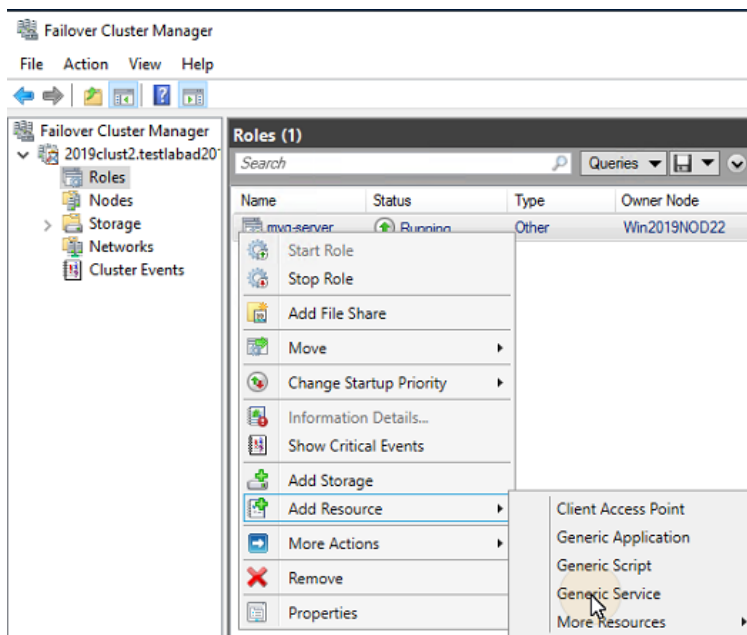 Failover Cluster Manager
File Action View Help
Failover Cluster Manager
2019clust2.testlabad20
Roles
Nodes
Storage
Networks
Cluster Events
Roles (1)
Search
Queries
Name Status Type Owner Node
mvg-server Running Other Win2019NOD22
Start Role
Stop Role
Add File Share
Move
Change Startup Priority
Information Details...
Show Critical Events
Add Storage
Add Resource
More Actions
Remove
Properties
Client Access Point
Generic Application
Generic Script
Generic Service
More Resources